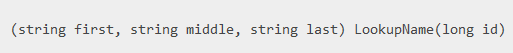 (string first, string middle, string last) LookupName(long id)